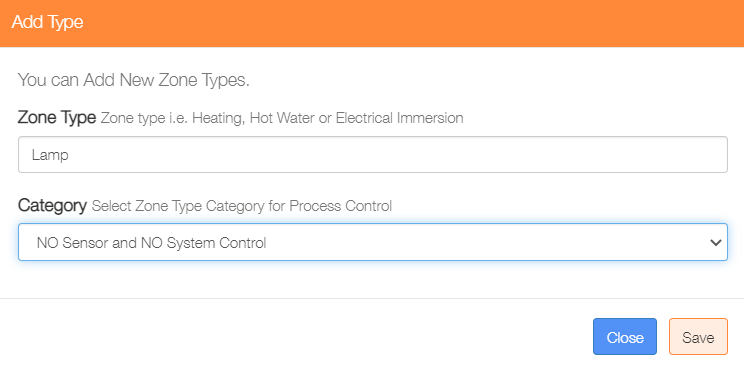 Add Type
You can Add New Zone Types.
Zone Type Zone type i.e. Heating, Hot Water or Electrical Immersion
Lamp
Category Select Zone Type Category for Process Control
NO Sensor and NO System Control
Close Save